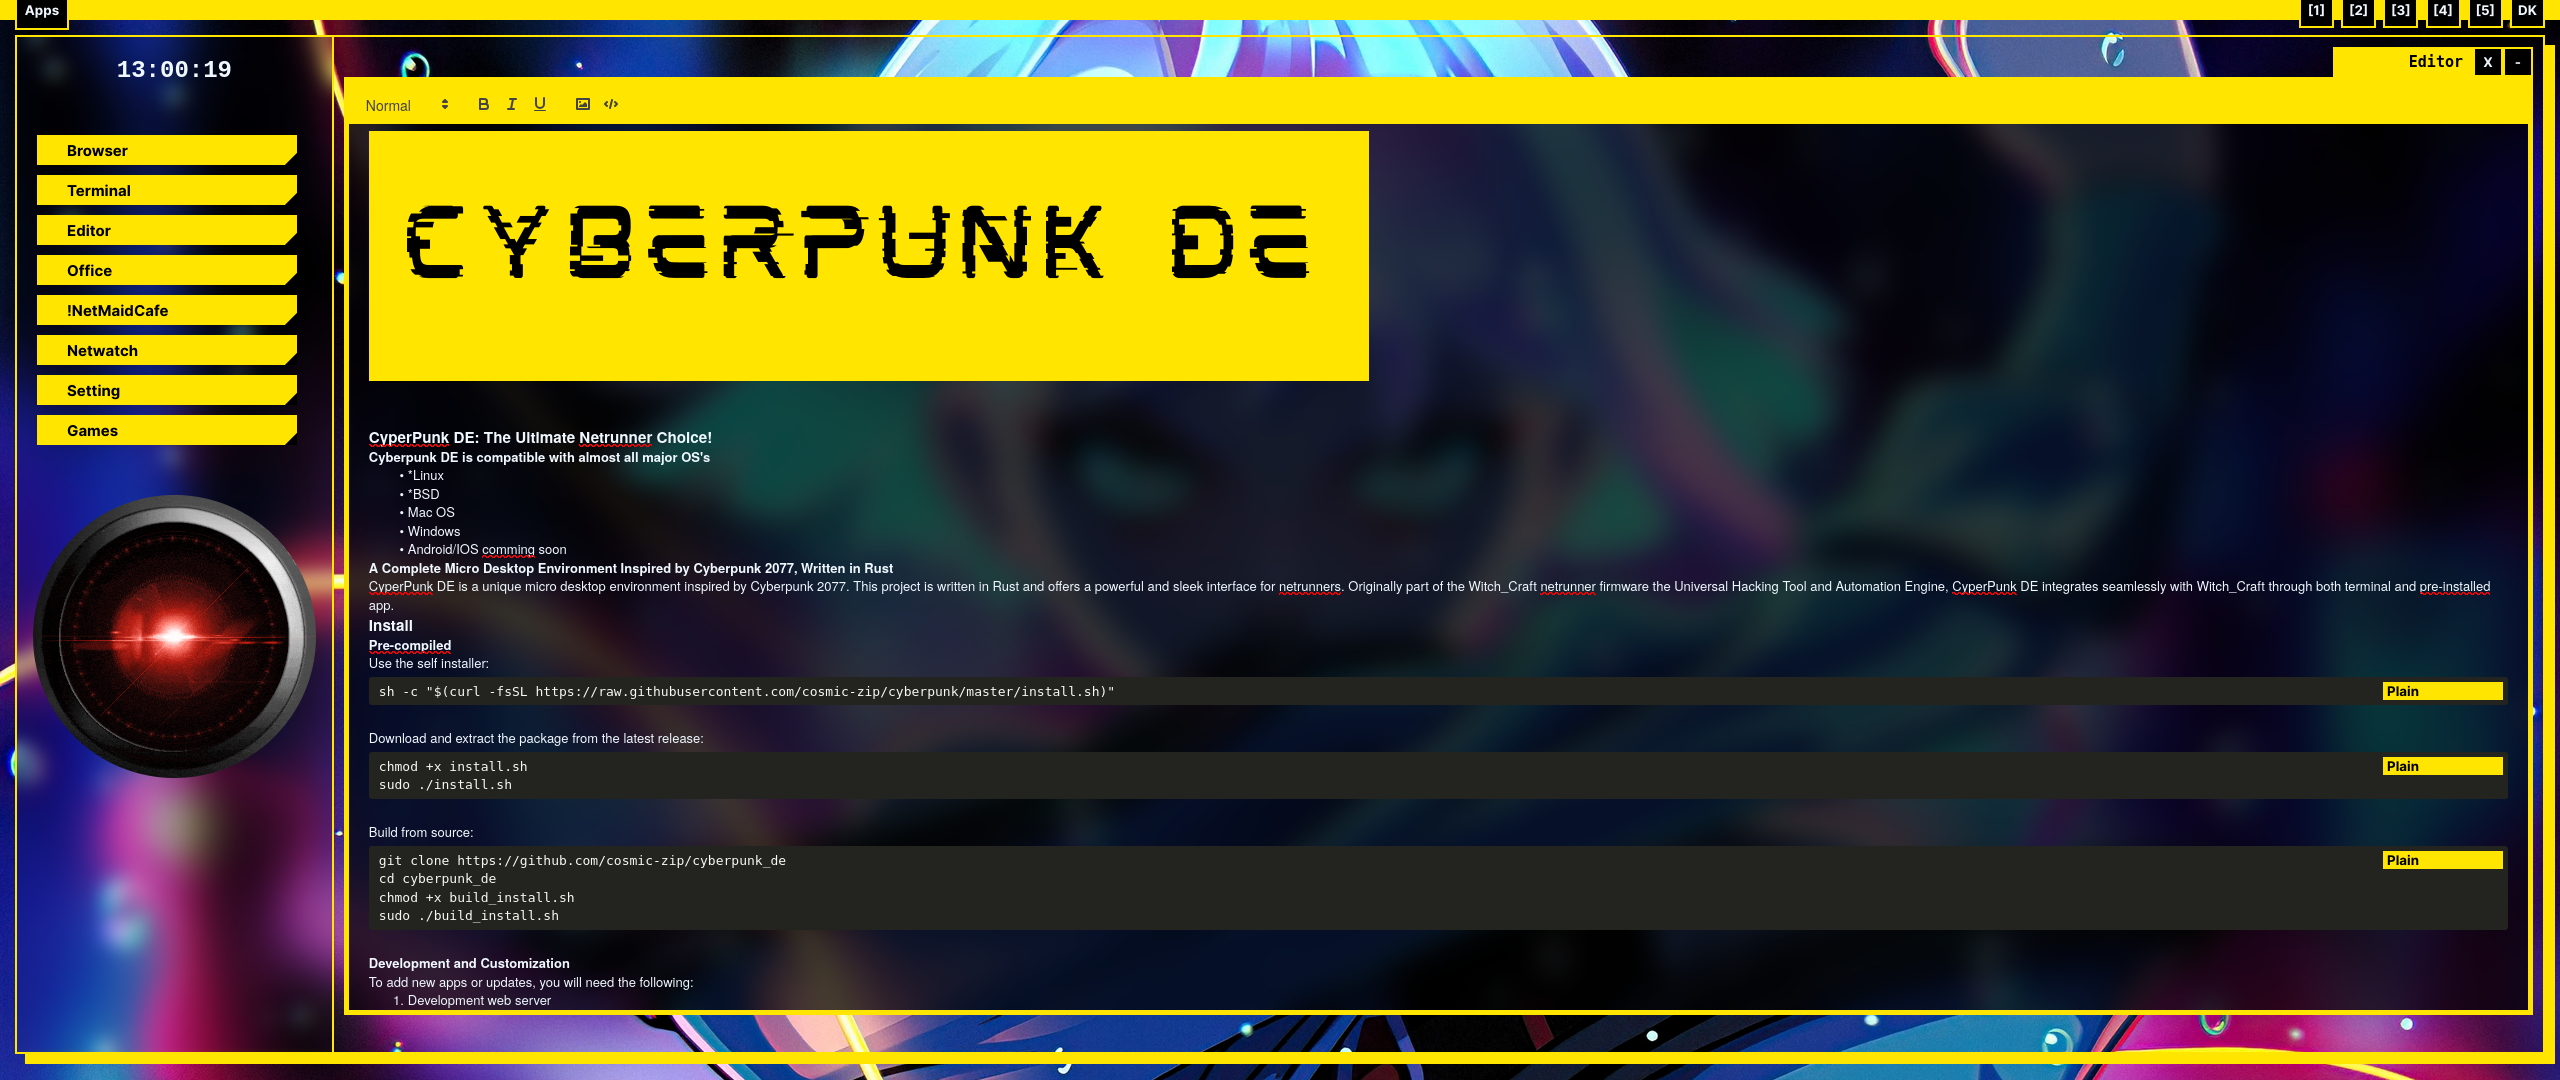 Apps
[1] [2] [3] [4] [5] DK
13:00:19
Browser
Terminal
Editor
Office
!NetMaidCafe
Netwatch
Setting
Games
Editor X -
Normal B I U </>
CYBERPUNK DE
CyperPunk DE: The Ultimate Netrunner Choice!
Cyberpunk DE is compatible with almost all major OS's
• *Linux
• *BSD
• Mac OS
• Windows
• Android/IOS comming soon
A Complete Micro Desktop Environment Inspired by Cyberpunk 2077, Written in Rust
CyperPunk DE is a unique micro desktop environment inspired by Cyberpunk 2077. This project is written in Rust and offers a powerful and sleek interface for netrunners. Originally part of the Witch_Craft netrunner firmware the Universal Hacking Tool and Automation Engine, CyperPunk DE integrates seamlessly with Witch_Craft through both terminal and pre-installed
app.
Install
Pre-compiled
Use the self installer:
sh -c "$(curl -fsSL https://raw.githubusercontent.com/cosmic-zip/cyberpunk/master/install.sh)"
Plain
Download and extract the package from the latest release:
chmod +x install.sh
Plain
sudo ./install.sh
Build from source:
git clone https://github.com/cosmic-zip/cyberpunk_de
Plain
cd cyberpunk_de
chmod +x build_install.sh
sudo ./build_install.sh
Development and Customization
To add new apps or updates, you will need the following:
1. Development web server